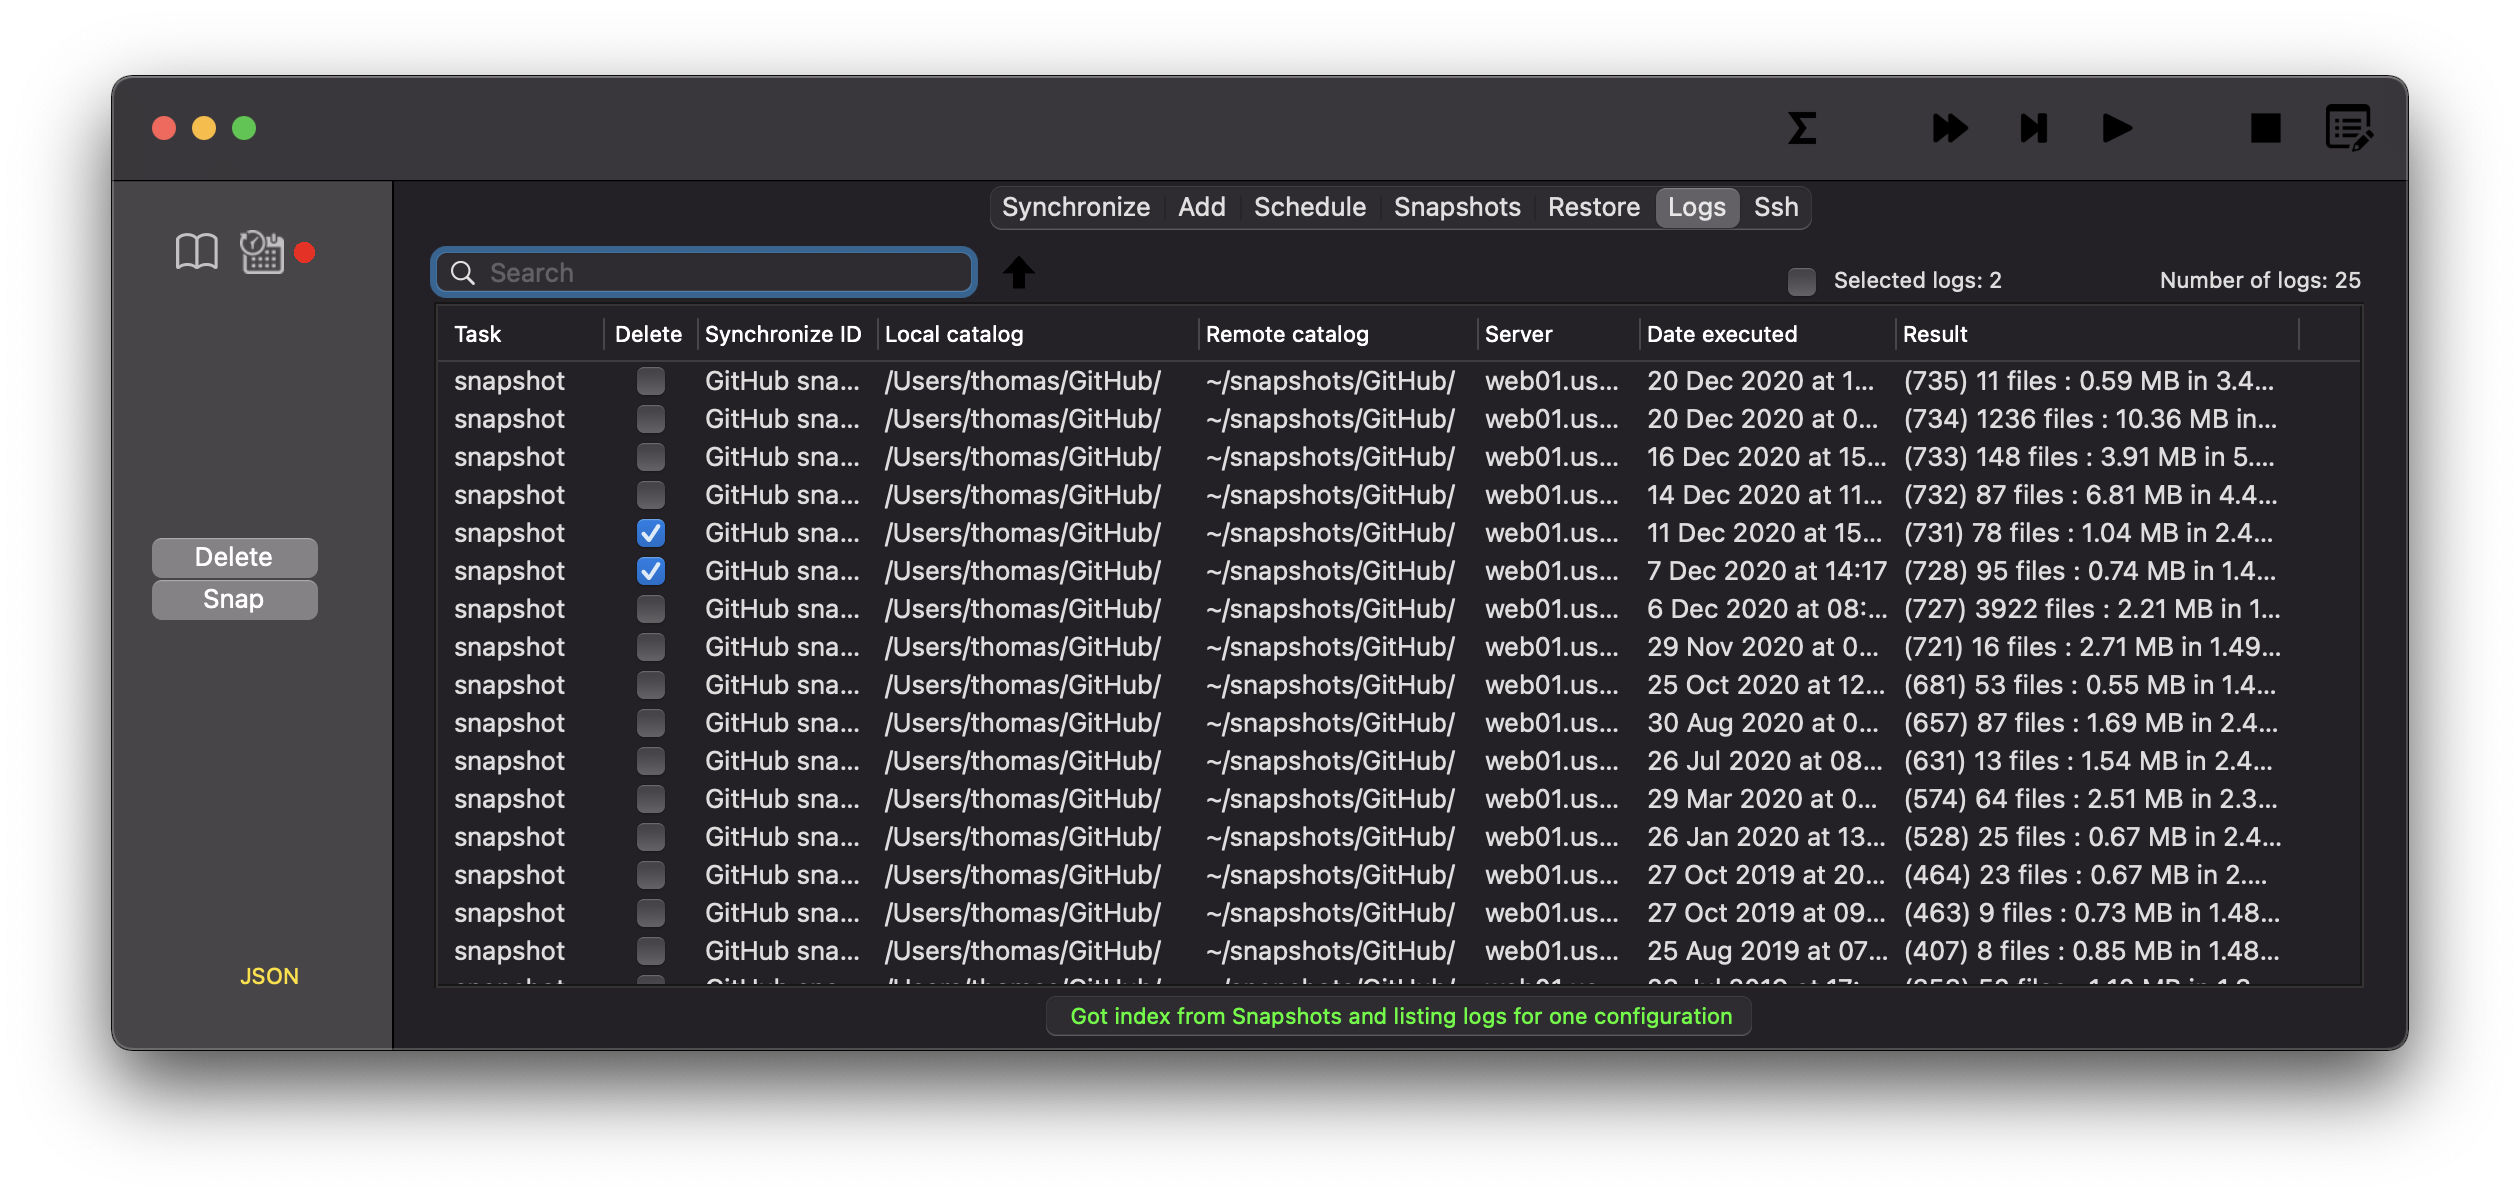 Synchronize Add Schedule Snapshots Restore Logs Ssh
Search
Selected logs: 2 Number of logs: 25
Task Delete Synchronize ID Local catalog Remote catalog Server Date executed Result
snapshot GitHub sna... /Users/thomas/GitHub/ ~/snapshots/GitHub/ web01.us... 20 Dec 2020 at 1... (735) 11 files : 0.59 MB in 3.4...
snapshot GitHub sna... /Users/thomas/GitHub/ ~/snapshots/GitHub/ web01.us... 20 Dec 2020 at 0... (734) 1236 files : 10.36 MB in...
snapshot GitHub sna... /Users/thomas/GitHub/ ~/snapshots/GitHub/ web01.us... 16 Dec 2020 at 15... (733) 148 files : 3.91 MB in 5....
snapshot GitHub sna... /Users/thomas/GitHub/ ~/snapshots/GitHub/ web01.us... 14 Dec 2020 at 11... (732) 87 files : 6.81 MB in 4.4...
snapshot GitHub sna... /Users/thomas/GitHub/ ~/snapshots/GitHub/ web01.us... 11 Dec 2020 at 15... (731) 78 files : 1.04 MB in 2.4...
snapshot GitHub sna... /Users/thomas/GitHub/ ~/snapshots/GitHub/ web01.us... 7 Dec 2020 at 14:17 (728) 95 files : 0.74 MB in 1.4...
snapshot GitHub sna... /Users/thomas/GitHub/ ~/snapshots/GitHub/ web01.us... 6 Dec 2020 at 08:... (727) 3922 files : 2.21 MB in 1...
snapshot GitHub sna... /Users/thomas/GitHub/ ~/snapshots/GitHub/ web01.us... 29 Nov 2020 at 0... (721) 16 files : 2.71 MB in 1.49...
snapshot GitHub sna... /Users/thomas/GitHub/ ~/snapshots/GitHub/ web01.us... 25 Oct 2020 at 12... (681) 53 files : 0.55 MB in 1.4...
snapshot GitHub sna... /Users/thomas/GitHub/ ~/snapshots/GitHub/ web01.us... 30 Aug 2020 at 0... (657) 87 files : 1.69 MB in 2.4...
snapshot GitHub sna... /Users/thomas/GitHub/ ~/snapshots/GitHub/ web01.us... 26 Jul 2020 at 08... (631) 13 files : 1.54 MB in 2.4...
snapshot GitHub sna... /Users/thomas/GitHub/ ~/snapshots/GitHub/ web01.us... 29 Mar 2020 at 0... (574) 64 files : 2.51 MB in 2.3...
snapshot GitHub sna... /Users/thomas/GitHub/ ~/snapshots/GitHub/ web01.us... 26 Jan 2020 at 13... (528) 25 files : 0.67 MB in 2.4...
snapshot GitHub sna... /Users/thomas/GitHub/ ~/snapshots/GitHub/ web01.us... 27 Oct 2019 at 20... (464) 23 files : 0.67 MB in 2....
snapshot GitHub sna... /Users/thomas/GitHub/ ~/snapshots/GitHub/ web01.us... 27 Oct 2019 at 09... (463) 9 files : 0.73 MB in 1.48...
snapshot GitHub sna... /Users/thomas/GitHub/ ~/snapshots/GitHub/ web01.us... 25 Aug 2019 at 07... (407) 8 files : 0.85 MB in 1.48...
Delete
Snap
JSON
Got index from Snapshots and listing logs for one configuration